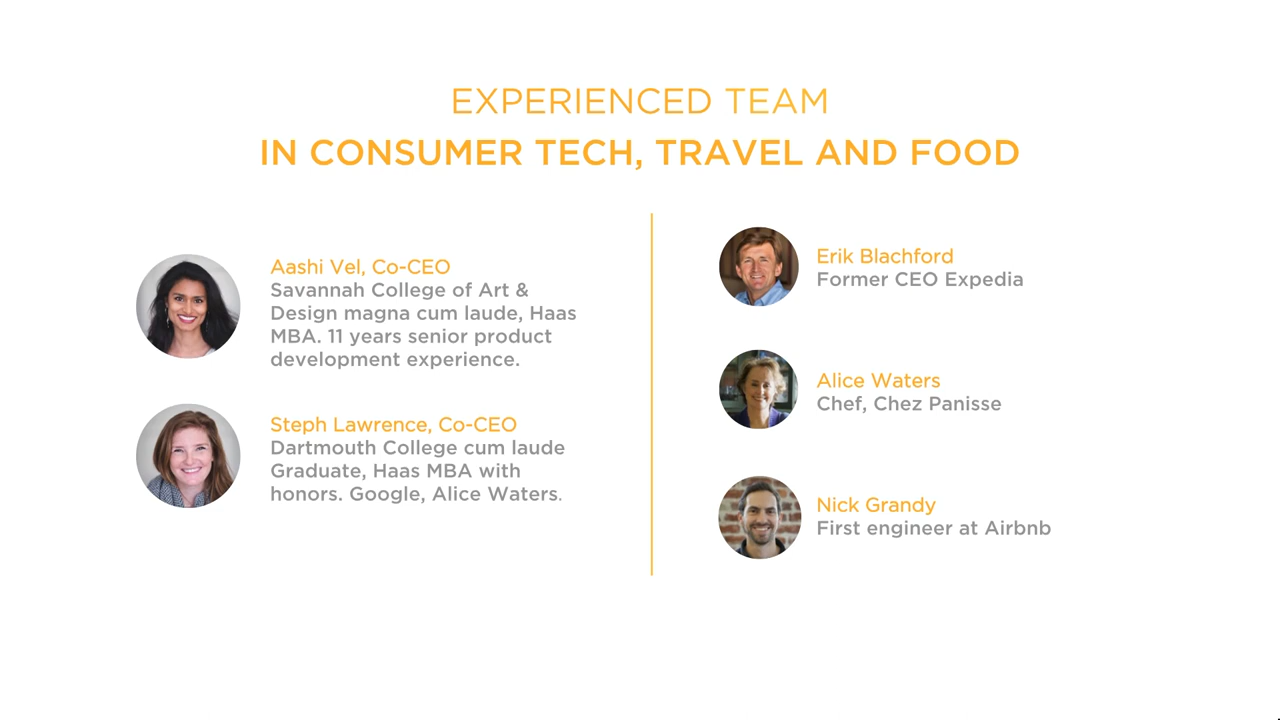 EXPERIENCED TEAM
IN CONSUMER TECH, TRAVEL AND FOOD
Aashi Vel, Co-CEO
Savannah College of Art &
Design magna cum laude, Haas
MBA. 11 years senior product
development experience.
Steph Lawrence, Co-CEO
Dartmouth College cum laude
Graduate, Haas MBA with
honors. Google, Alice Waters.
Erik Blachford
Former CEO Expedia
Alice Waters
Chef, Chez Panisse
Nick Grandy
First engineer at Airbnb